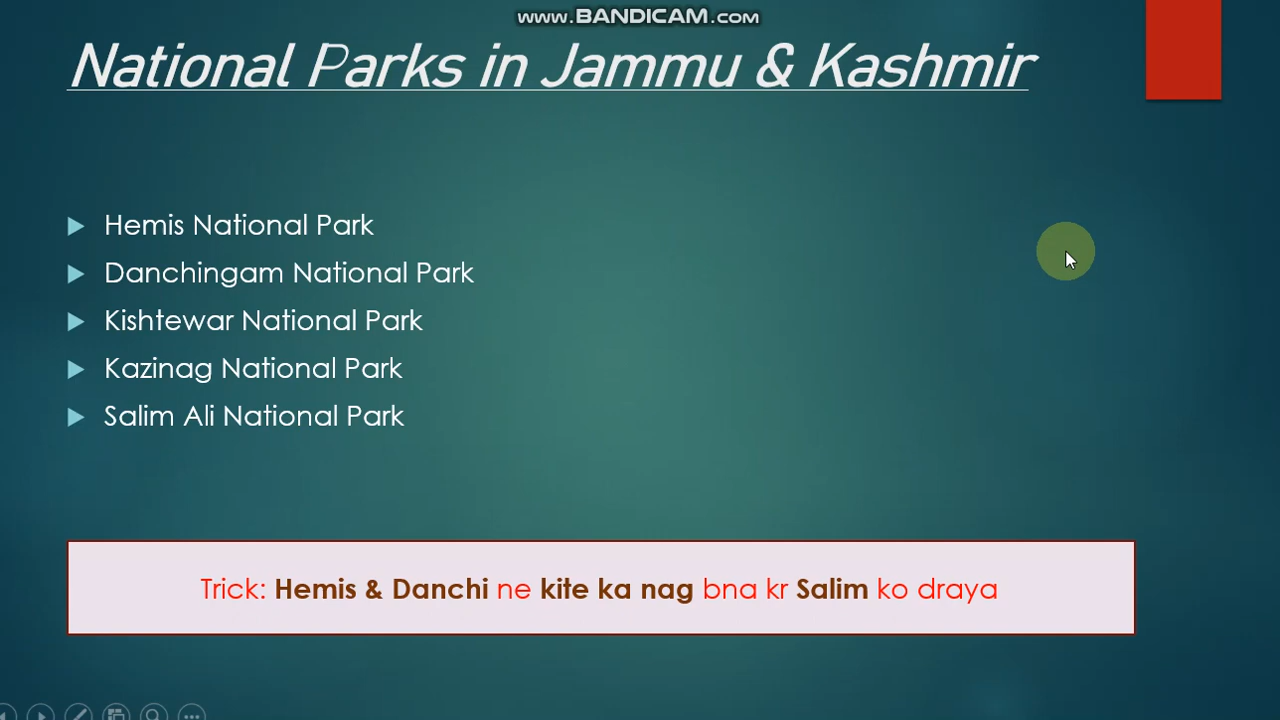 www.BANDICAM.com
National Parks in Jammu & Kashmir
Hemis National Park
Danchingam National Park
Kishtewar National Park
Kazinag National Park
Salim Ali National Park
Trick: Hemis & Danchi ne kite ka nag bna kr Salim ko draya